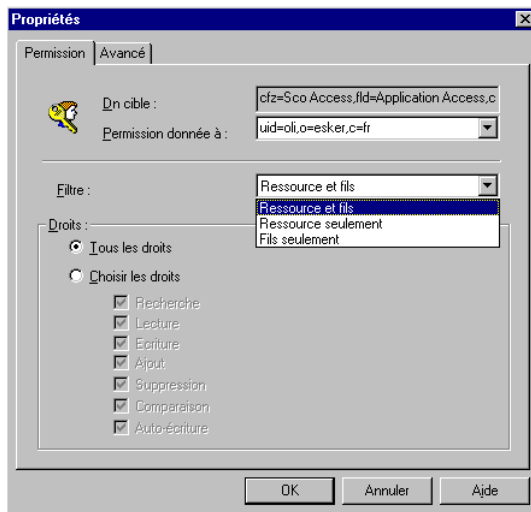 Propriétés
Permission
Avancé
Dn cible :
cfz=Sco Access,fld=Application Access,c
Permission donnée à :
uid=oli,o=esker,c=fr
Filtre :
Ressource et fils
Ressource et fils
Ressource seulement
Fils seulement
Droits :
Tous les droits
Choisir les droits
Recherche
Lecture
Ecriture
Ajout
Suppression
Comparaison
Auto-écriture
OK
Annuler
Aide